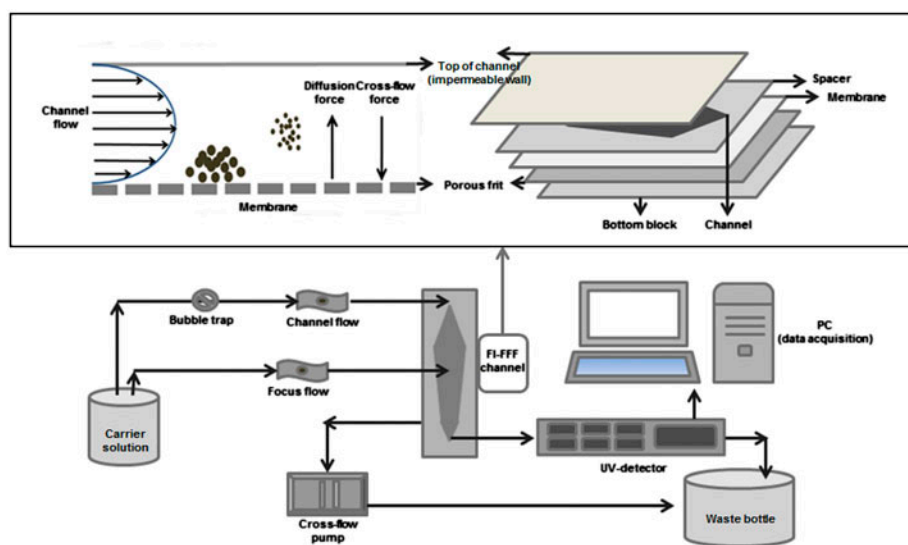 Top of channel
(impermeable wall)
Diffusion
force
Cross-flow
force
Channel
flow
Spacer
Membrane
Porous frit
Membrane
Bottom block
Channel
Bubble trap
Channel flow
Focus flow
FI-FFF
channel
PC
(data acquisition)
Carrier
solution
UV-detector
Cross-flow
pump
Waste bottle